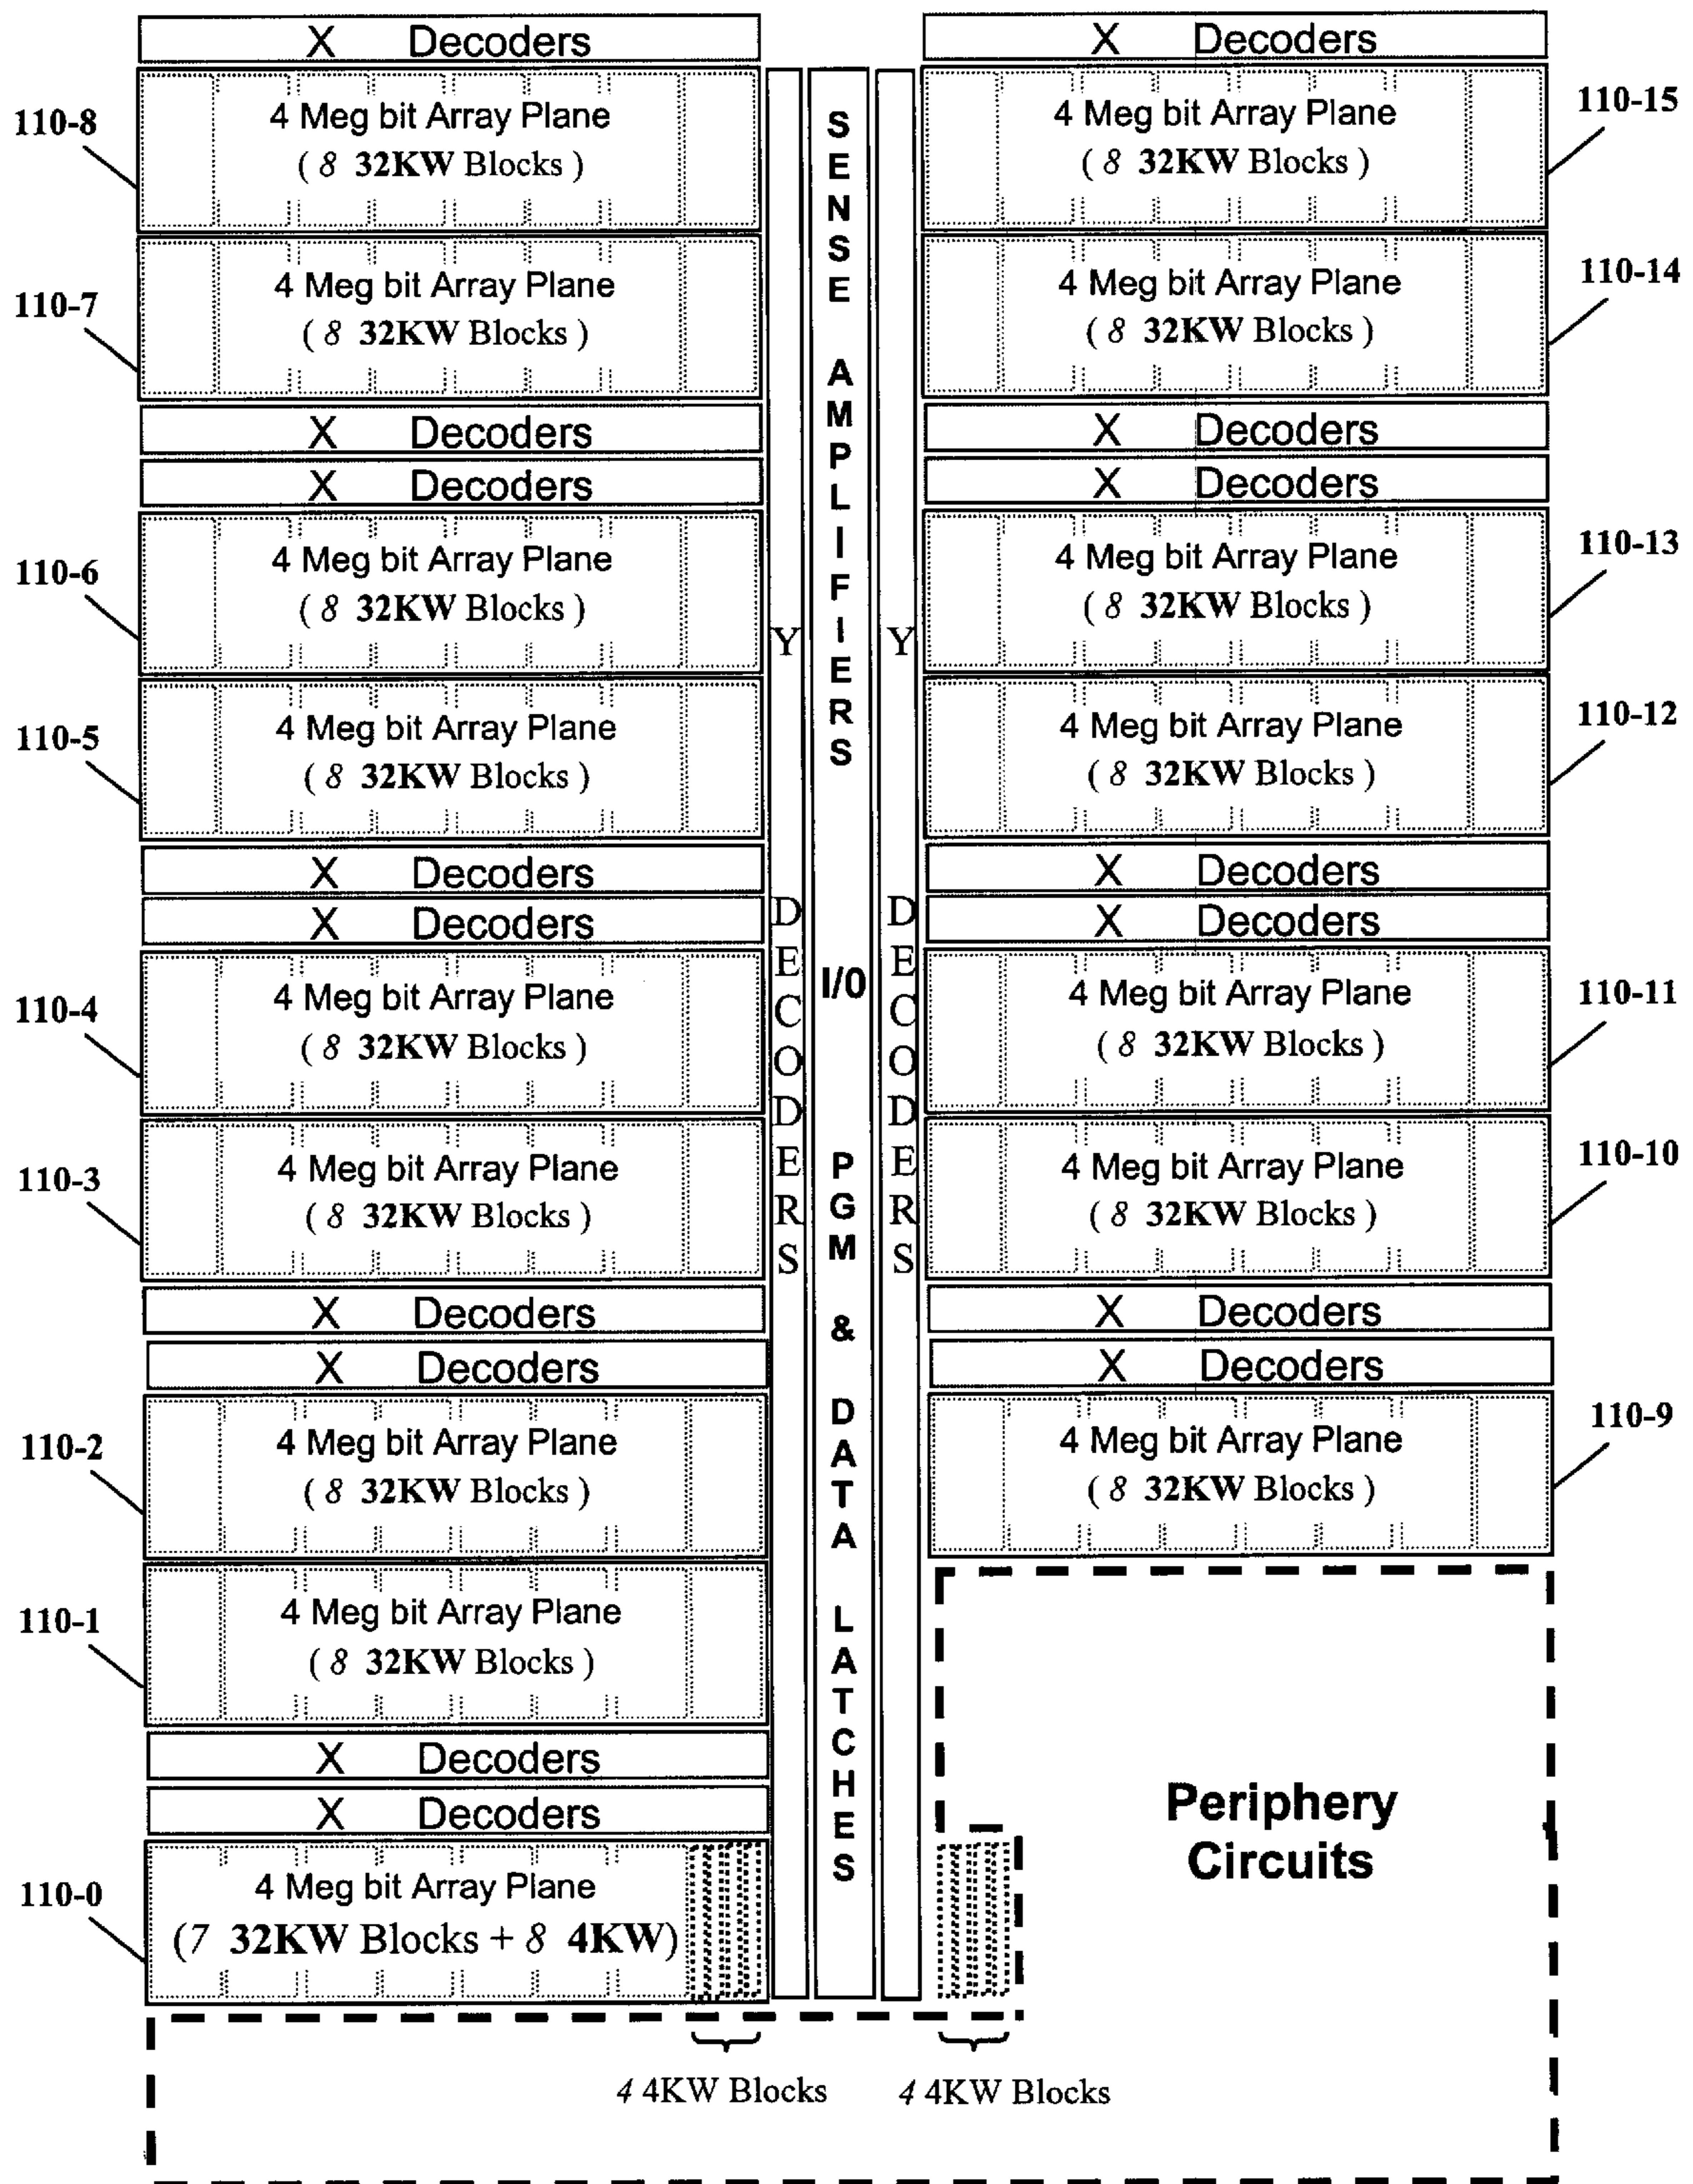 X Decoders
110-8
4 Meg bit Array Plane
( 8 32KW Blocks )
110-7
4 Meg bit Array Plane
( 8 32KW Blocks )
X Decoders
X Decoders
110-6
4 Meg bit Array Plane
( 8 32KW Blocks )
110-5
4 Meg bit Array Plane
( 8 32KW Blocks )
X Decoders
X Decoders
110-4
4 Meg bit Array Plane
( 8 32KW Blocks )
110-3
4 Meg bit Array Plane
( 8 32KW Blocks )
X Decoders
X Decoders
110-2
4 Meg bit Array Plane
( 8 32KW Blocks )
110-1
4 Meg bit Array Plane
( 8 32KW Blocks )
X Decoders
X Decoders
110-0
4 Meg bit Array Plane
(7 32KW Blocks + 8 4KW)
Y DECODERS
SENSE AMPLIFIERS I/0 PGM & DATA LATCHES
Y DECODERS
X Decoders
110-15
4 Meg bit Array Plane
( 8 32KW Blocks )
110-14
4 Meg bit Array Plane
( 8 32KW Blocks )
X Decoders
X Decoders
110-13
4 Meg bit Array Plane
( 8 32KW Blocks )
110-12
4 Meg bit Array Plane
( 8 32KW Blocks )
X Decoders
X Decoders
110-11
4 Meg bit Array Plane
( 8 32KW Blocks )
110-10
4 Meg bit Array Plane
( 8 32KW Blocks )
X Decoders
X Decoders
110-9
4 Meg bit Array Plane
( 8 32KW Blocks )
Periphery
Circuits
4 4KW Blocks
4 4KW Blocks